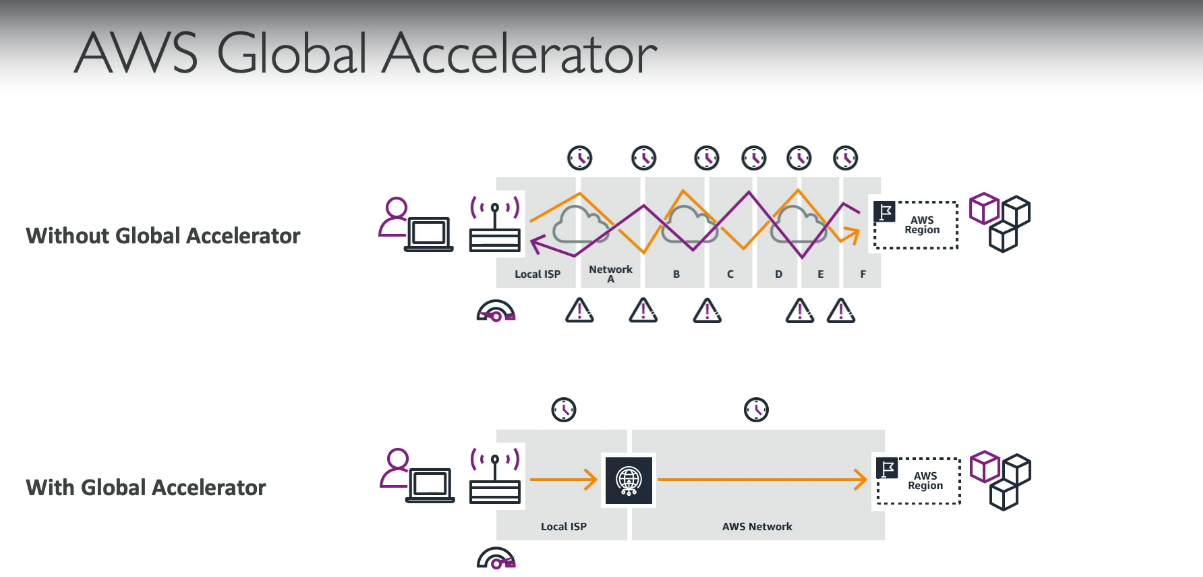 AWS Global Accelerator
Without Global Accelerator
AWS
Region
Local ISP
Network
A
B
C
D
E
F
With Global Accelerator
AWS
Region
Local ISP
AWS Network